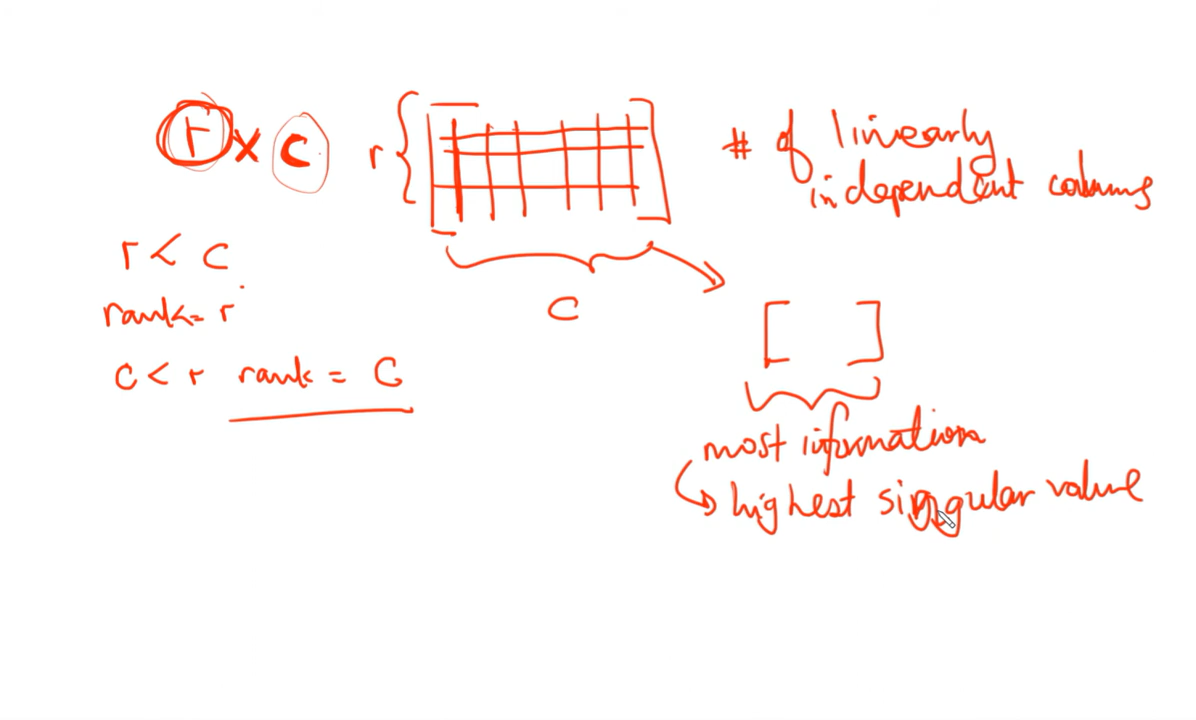 r x c
r
# of linearly
independent columns
r < c
rank = r
c
c < r rank = C
most information
highest singular value